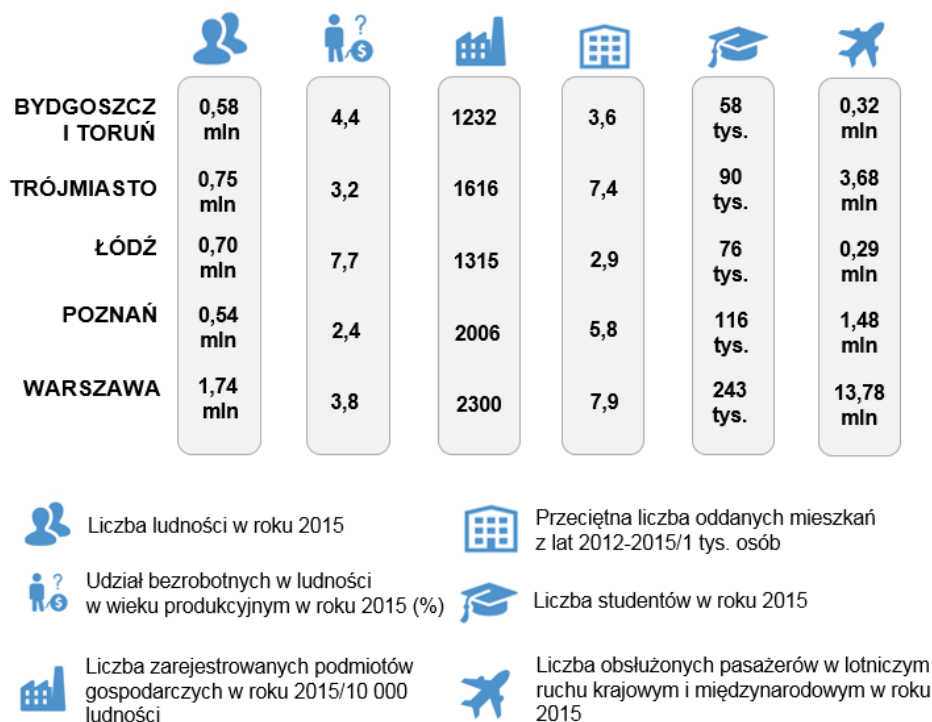 ?
$
BYDGOSZCZ
I TORUŃ
0,58
mln
4,4
1232
3,6
58
tys.
0,32
mln
TRÓJMIASTO
0,75
mln
3,2
1616
7,4
90
tys.
3,68
mln
ŁÓDŹ
0,70
mln
7,7
1315
2,9
76
tys.
0,29
mln
POZNAŃ
0,54
mln
2,4
2006
5,8
116
tys.
1,48
mln
WARSZAWA
1,74
mln
3,8
2300
7,9
243
tys.
13,78
mln
Liczba ludności w roku 2015
?
$
Udział bezrobotnych w ludności
w wieku produkcyjnym w roku 2015 (%)
Liczba zarejestrowanych podmiotów
gospodarczych w roku 2015/10 000
ludności
Przeciętna liczba oddanych mieszkań
z lat 2012-2015/1 tys. osób
Liczba studentów w roku 2015
Liczba obsłużonych pasażerów w lotniczym
ruchu krajowym i międzynarodowym w roku
2015